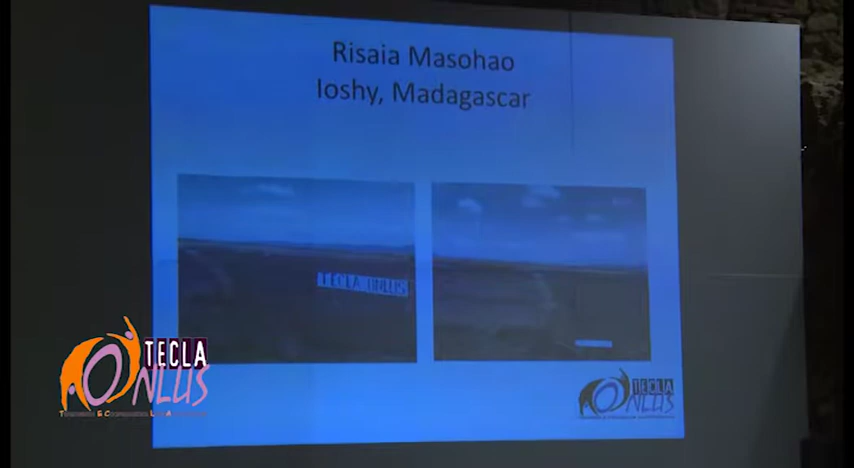 Risaia Masohao
Ioshy, Madagascar
TECLA ONLUS
TECLA
ONLUS
TECLA
ONLUS